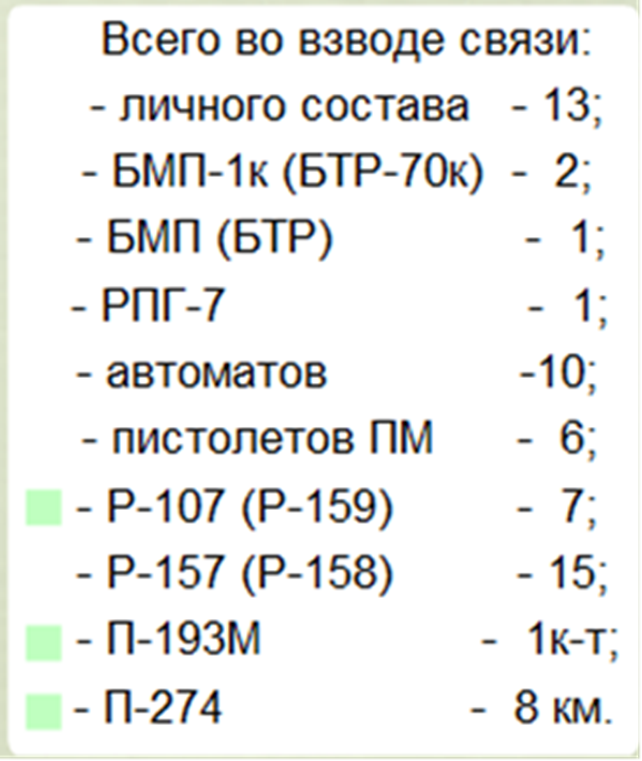 Всего во взводе связи:
- личного состава - 13;
- БМП-1к (БТР-70к) - 2;
- БМП (БТР) - 1;
- РПГ-7 - 1;
- автоматов -10;
- пистолетов ПМ - 6;
- Р-107 (Р-159) - 7;
- Р-157 (Р-158) - 15;
- П-193М - 1к-т;
- П-274 - 8 км.